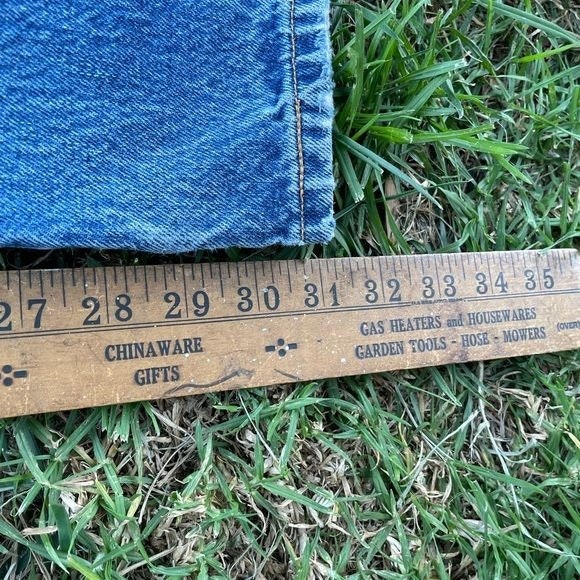 27 28 29 30 31 32 33 34 35
CHINAWARE
GIFTS
GAS HEATERS and HOUSEWARES
GARDEN TOOLS - HOSE - MOWERS
(OVER